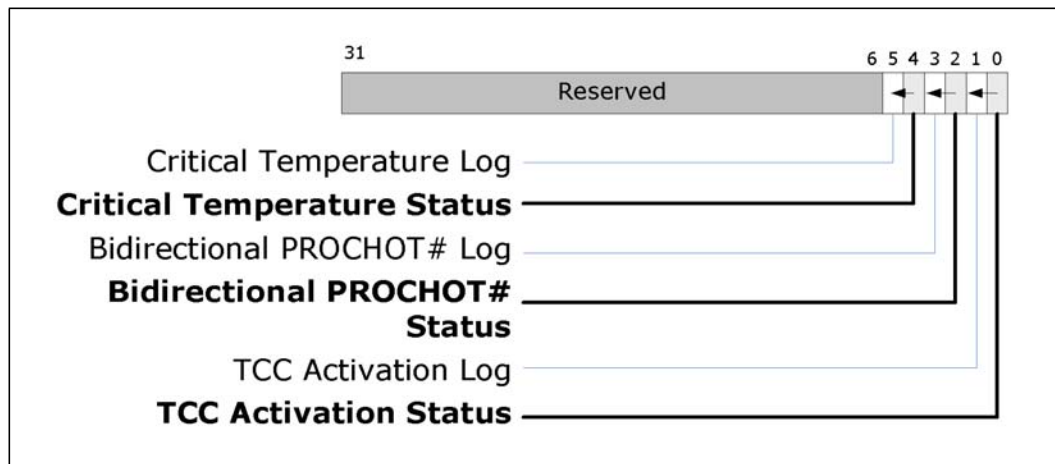 31 6 5 4 3 2 1 0
Reserved
Critical Temperature Log
Critical Temperature Status
Bidirectional PROCHOT# Log
Bidirectional PROCHOT#
Status
TCC Activation Log
TCC Activation Status